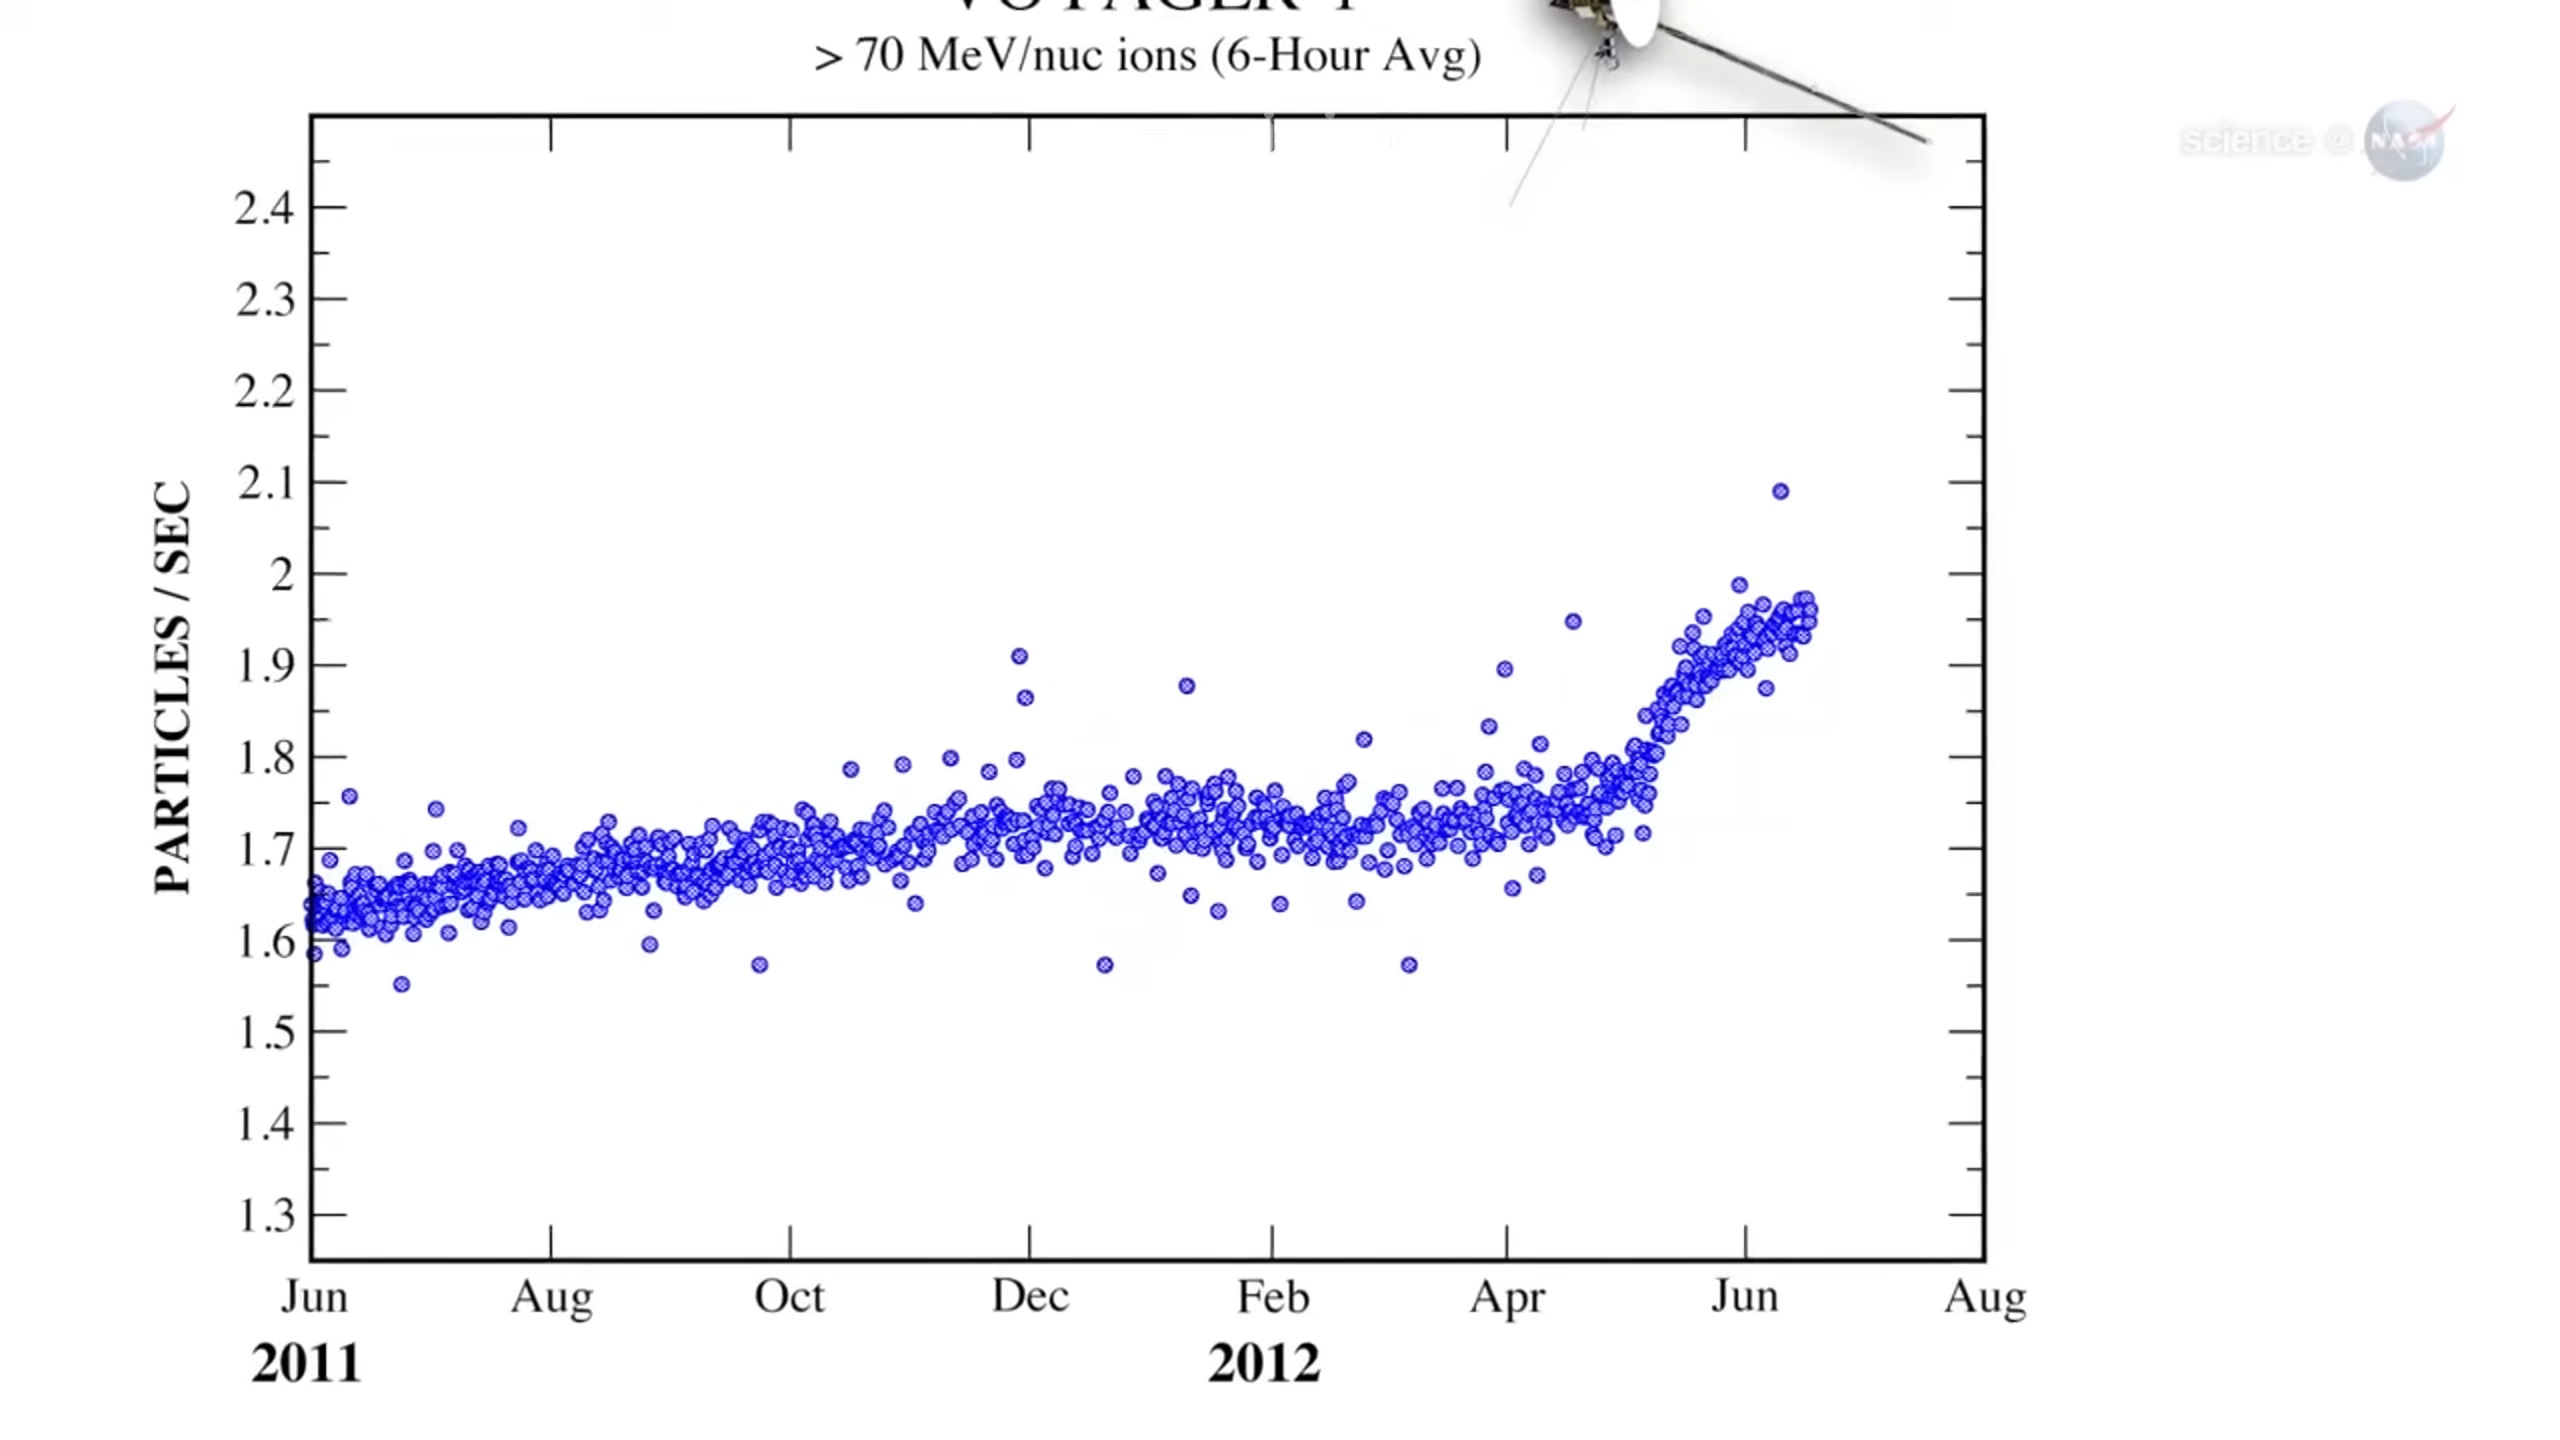 VOYAGER 1
> 70 MeV/nuc ions (6-Hour Avg)
science @ NASA
2.4
2.3
2.2
2.1
2
1.9
1.8
1.7
1.6
1.5
1.4
1.3
PARTICLES / SEC
Jun Aug Oct Dec Feb Apr Jun Aug
2011 2012